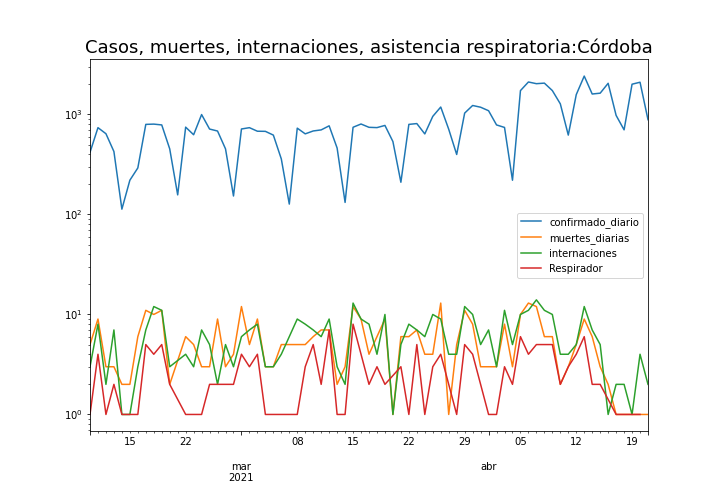 Casos, muertes, internaciones, asistencia respiratoria:Córdoba
10³
10²
10¹
10⁰
confirmado_diario
muertes_diarias
internaciones
Respirador
15 22 08 15 22 29 05 12 19
mar abr
2021